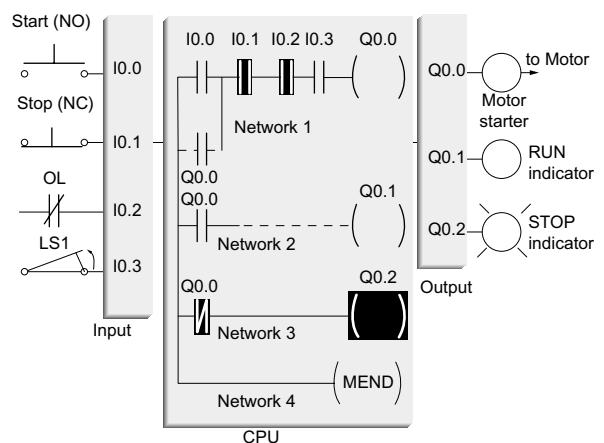 Start (NO)
I0.0
Stop (NC)
I0.1
OL
I0.2
LS1
I0.3
Input
I0.0 I0.1 I0.2 I0.3 Q0.0
Network 1
Q0.0
Q0.0
Q0.1
Network 2
Q0.0
Q0.2
Network 3
MEND
Network 4
CPU
Q0.0
to Motor
Motor
starter
Q0.1
RUN
indicator
Q0.2
STOP
indicator
Output